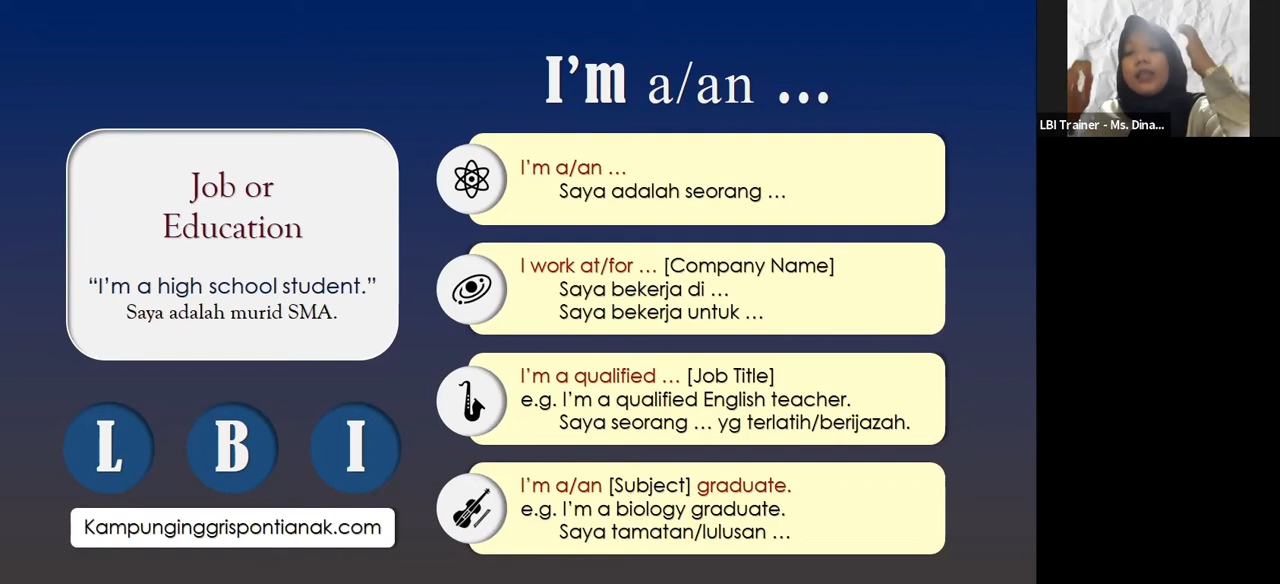 I’m a/an ...
Job or
Education
“I’m a high school student.”
Saya adalah murid SMA.
L B I
Kampunginggrispontianak.com
I’m a/an ...
Saya adalah seorang ...
I work at/for ... [Company Name]
Saya bekerja di ...
Saya bekerja untuk ...
I’m a qualified ... [Job Title]
e.g. I’m a qualified English teacher.
Saya seorang ... yg terlatih/berijazah.
I’m a/an [Subject] graduate.
e.g. I’m a biology graduate.
Saya tamatan/lulusan ...
LBI Trainer - Ms. Dina...